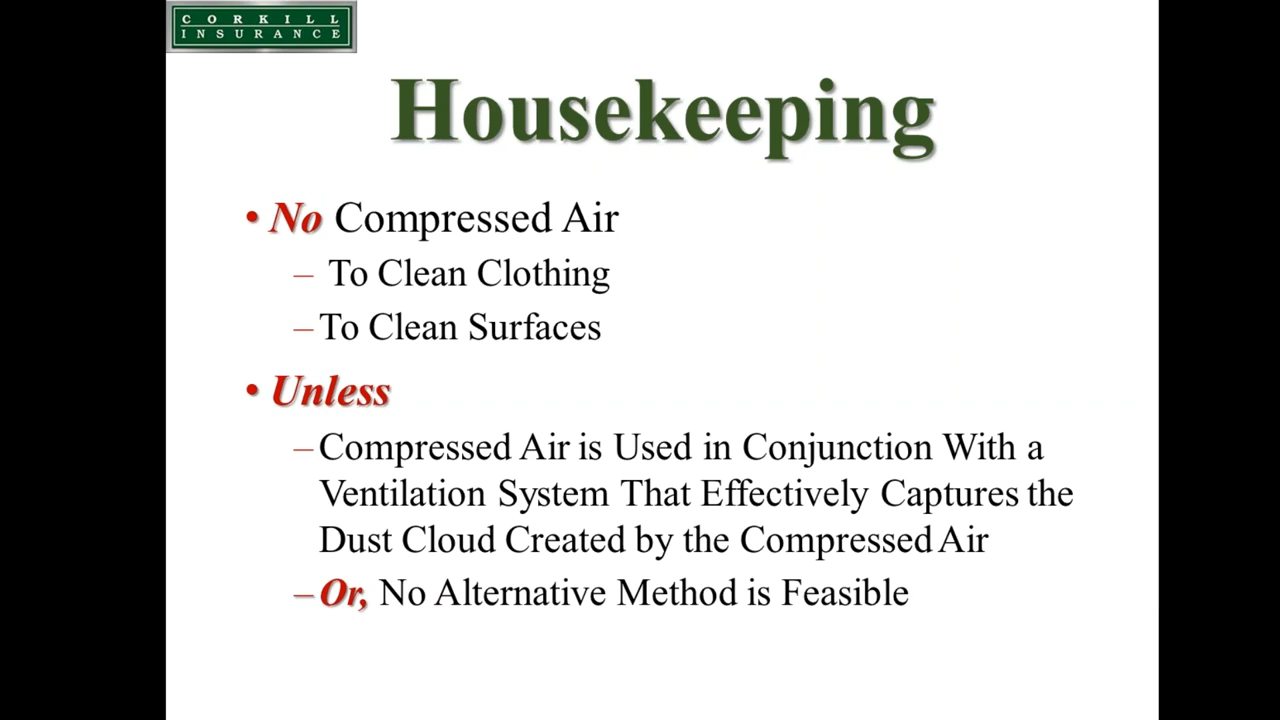 CORKILL
INSURANCE
Housekeeping
• No Compressed Air
– To Clean Clothing
– To Clean Surfaces
• Unless
– Compressed Air is Used in Conjunction With a
Ventilation System That Effectively Captures the
Dust Cloud Created by the Compressed Air
– Or, No Alternative Method is Feasible